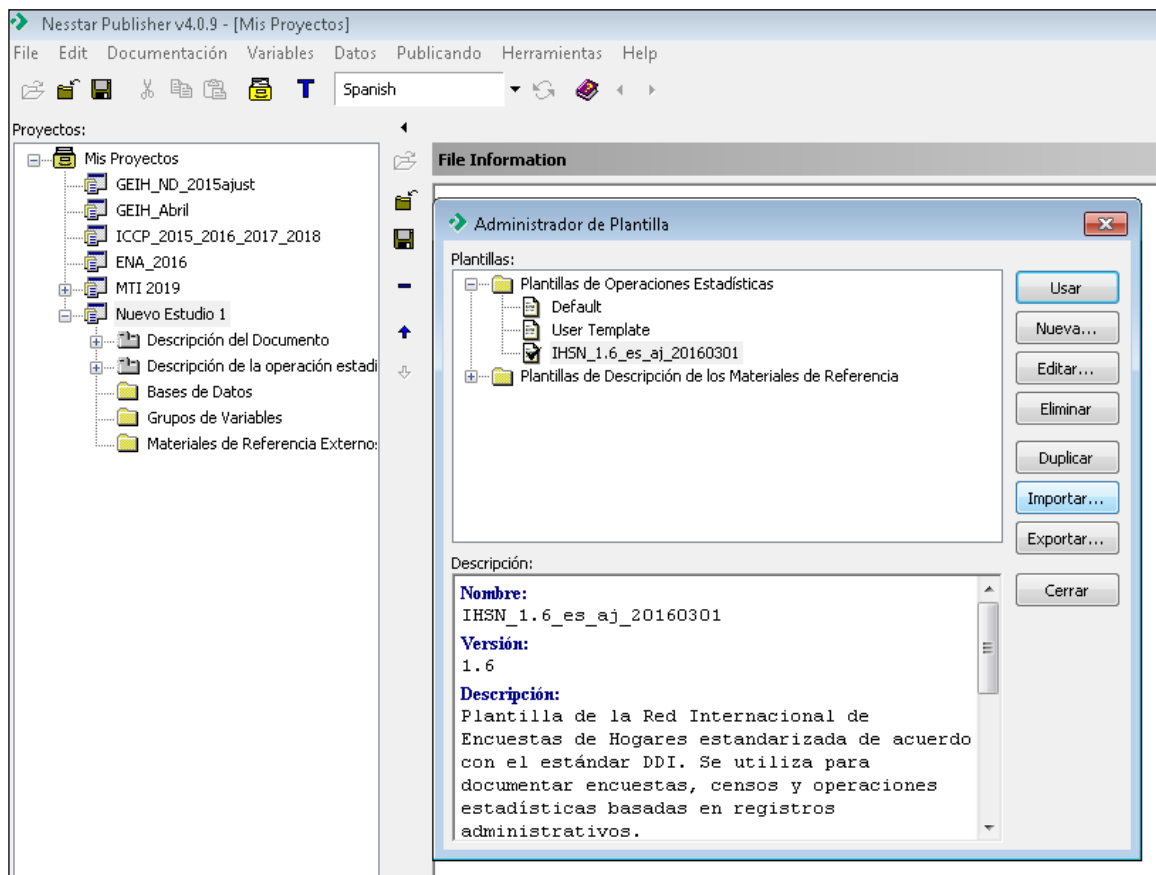 Nesstar Publisher v4.0.9 - [Mis Proyectos]
File Edit Documentación Variables Datos Publicando Herramientas Help
T Spanish
Proyectos:
Mis Proyectos
GEIH_ND_2015ajust
GEIH_Abril
ICCP_2015_2016_2017_2018
ENA_2016
MTI 2019
Nuevo Estudio 1
Descripción del Documento
Descripción de la operación estadi
Bases de Datos
Grupos de Variables
Materiales de Referencia Externo:
File Information
Administrador de Plantilla
Plantillas:
Plantillas de Operaciones Estadísticas
Default
User Template
IHSN_1.6_es_aj_20160301
Plantillas de Descripción de los Materiales de Referencia
Usar
Nueva...
Editar...
Eliminar
Duplicar
Importar...
Exportar...
Cerrar
Descripción:
Nombre:
IHSN_1.6_es_aj_20160301
Versión:
1.6
Descripción:
Plantilla de la Red Internacional de
Encuestas de Hogares estandarizada de acuerdo
con el estándar DDI. Se utiliza para
documentar encuestas, censos y operaciones
estadísticas basadas en registros
administrativos.